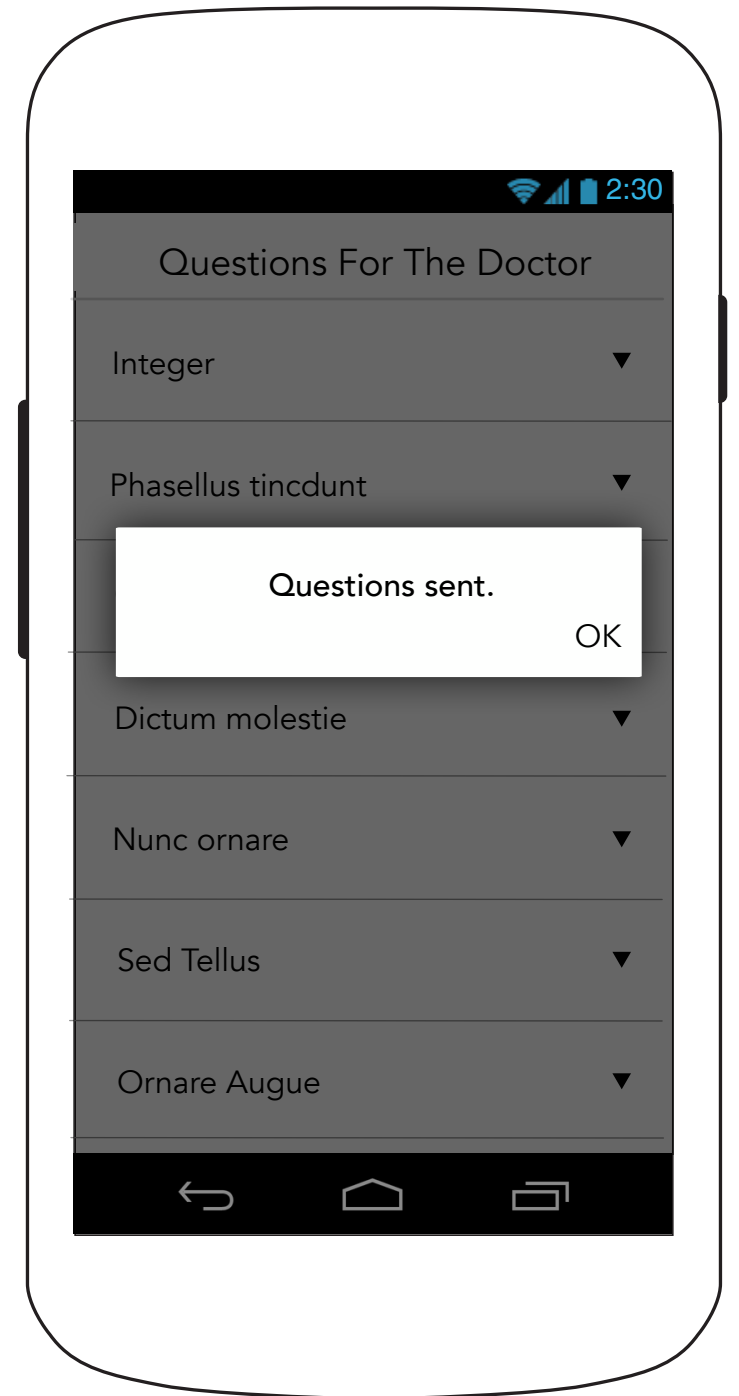 2:30
Questions For The Doctor
Integer
Phasellus tincdunt
Questions sent.
OK
Dictum molestie
Nunc ornare
Sed Tellus
Ornare Augue